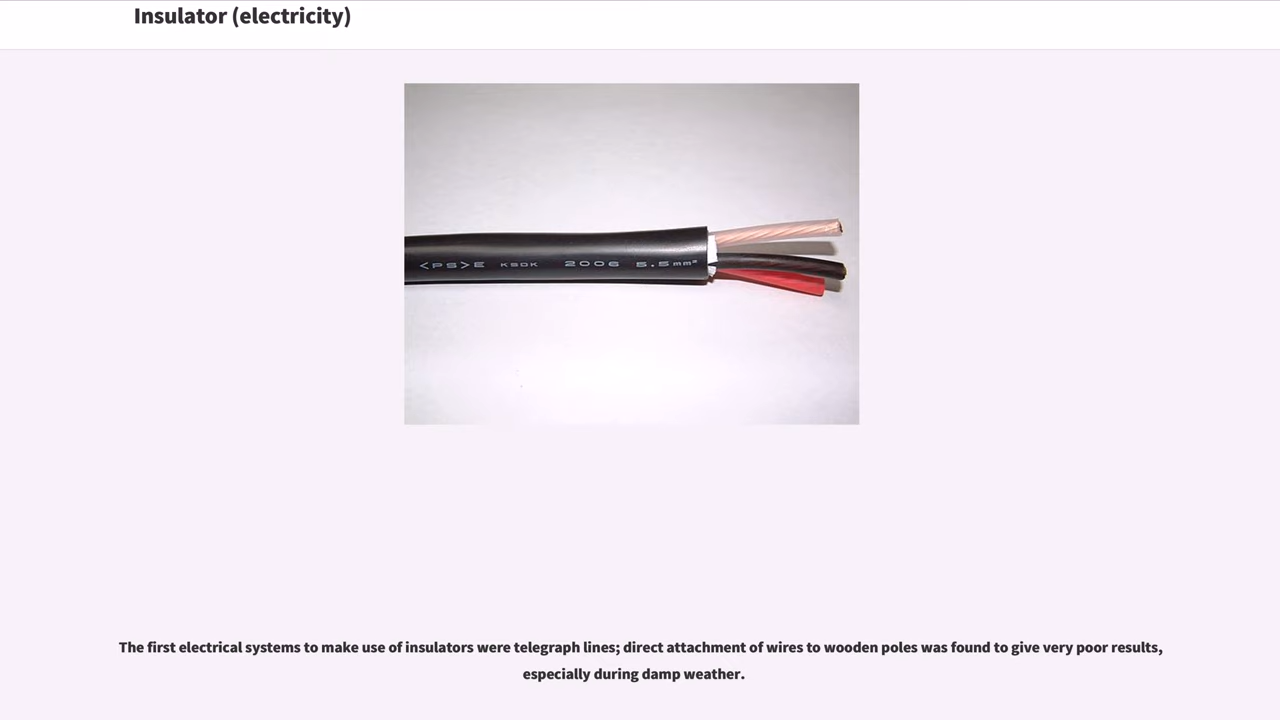 Insulator (electricity)
<PS>E KSOK 2006 5.5mm²
The first electrical systems to make use of insulators were telegraph lines; direct attachment of wires to wooden poles was found to give very poor results,
especially during damp weather.